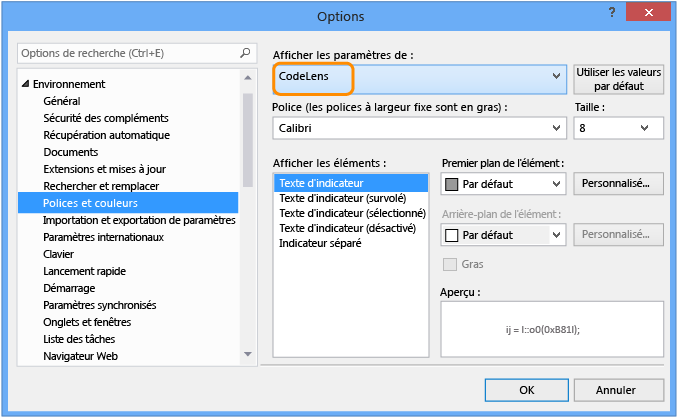 Options
?
Options de recherche (Ctrl+E)
Environnement
Général
Sécurité des compléments
Récupération automatique
Documents
Extensions et mises à jour
Rechercher et remplacer
Polices et couleurs
Importation et exportation de paramètres
Paramètres internationaux
Clavier
Lancement rapide
Démarrage
Paramètres synchronisés
Onglets et fenêtres
Liste des tâches
Navigateur Web
Afficher les paramètres de :
CodeLens
Utiliser les valeurs
par défaut
Police (les polices à largeur fixe sont en gras) :
Taille :
Calibri
8
Afficher les éléments :
Texte d'indicateur
Texte d'indicateur (survolé)
Texte d'indicateur (sélectionné)
Texte d'indicateur (désactivé)
Indicateur séparé
Premier plan de l'élément :
Par défaut
Personnalisé...
Arrière-plan de l'élément :
Par défaut
Personnalisé...
Gras
Aperçu :
ij = I::o0(0xB81l);
OK
Annuler